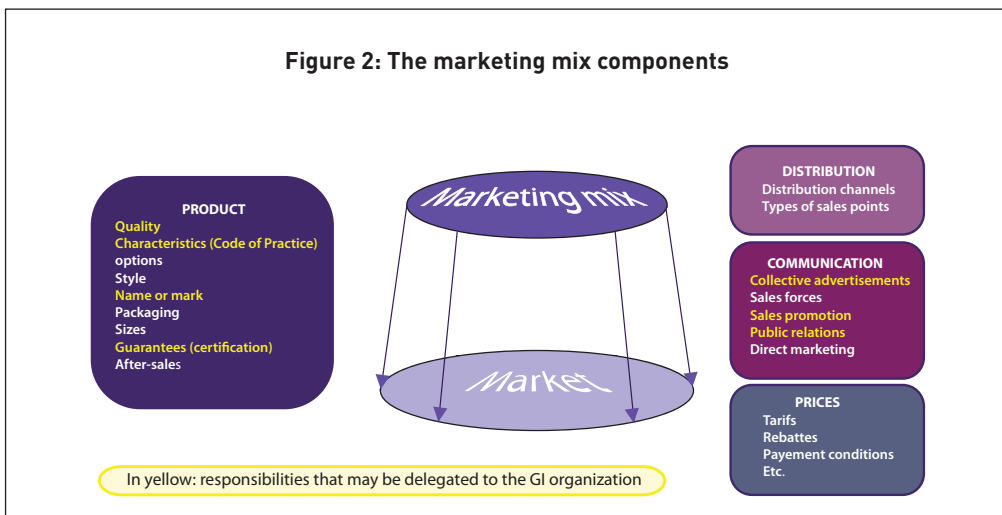 Figure 2: The marketing mix components
PRODUCT
Quality
Characteristics (Code of Practice)
options
Style
Name or mark
Packaging
Sizes
Guarantees (certification)
After-sales
Marketing mix
Market
DISTRIBUTION
Distribution channels
Types of sales points
COMMUNICATION
Collective advertisements
Sales forces
Sales promotion
Public relations
Direct marketing
PRICES
Tarifs
Rebattes
Payement conditions
Etc.
In yellow: responsibilities that may be delegated to the GI organization